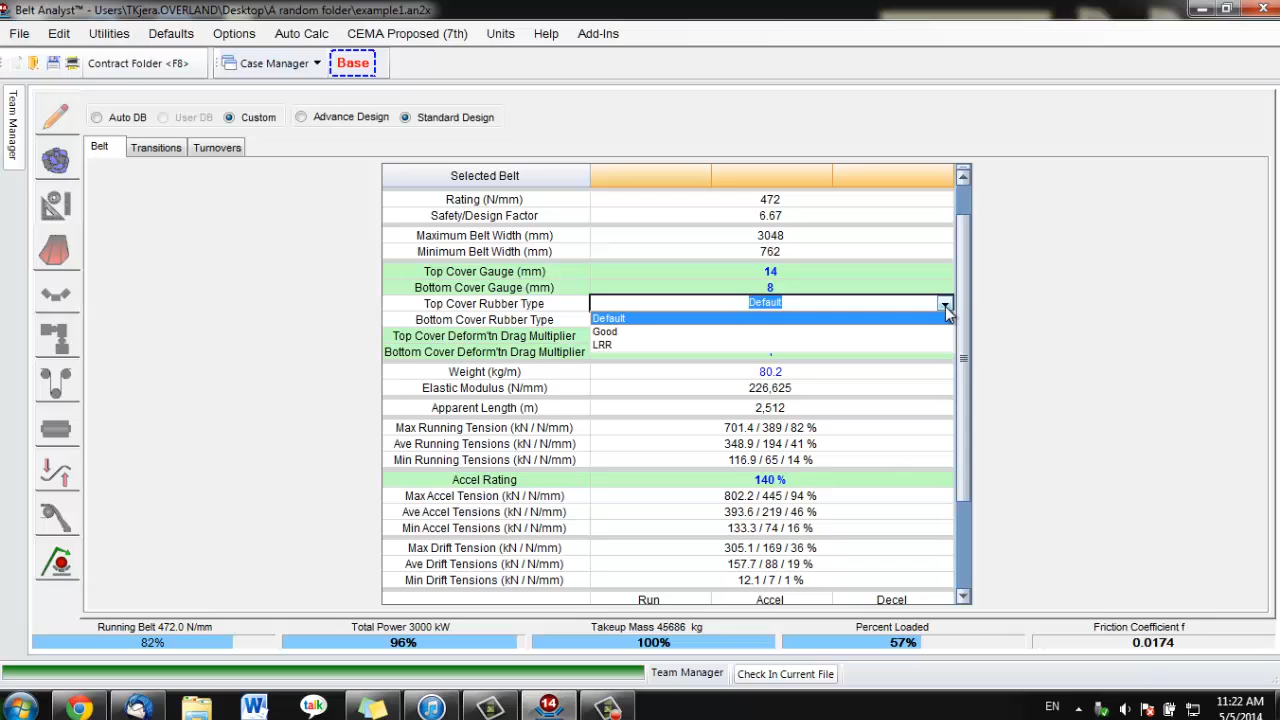 Belt Analyst™ - Users\TKjera.OVERLAND\Desktop\A random folder\example1.an2x
File Edit Utilities Defaults Options Auto Calc CEMA Proposed (7th) Units Help Add-Ins
Contract Folder <F8> Case Manager Base
Team Manager
Auto DB User DB Custom Advance Design Standard Design
Belt Transitions Turnovers
Selected Belt
Rating (N/mm) 472
Safety/Design Factor 6.67
Maximum Belt Width (mm) 3048
Minimum Belt Width (mm) 762
Top Cover Gauge (mm) 14
Bottom Cover Gauge (mm) 8
Top Cover Rubber Type Default
Bottom Cover Rubber Type Default
Top Cover Deform'tn Drag Multiplier Good
Bottom Cover Deform'tn Drag Multiplier LRR
Weight (kg/m) 80.2
Elastic Modulus (N/mm) 226,625
Apparent Length (m) 2,512
Max Running Tension (kN / N/mm) 701.4 / 389 / 82 %
Ave Running Tensions (kN / N/mm) 348.9 / 194 / 41 %
Min Running Tensions (kN / N/mm) 116.9 / 65 / 14 %
Accel Rating 140 %
Max Accel Tension (kN / N/mm) 802.2 / 445 / 94 %
Ave Accel Tensions (kN / N/mm) 393.6 / 219 / 46 %
Min Accel Tensions (kN / N/mm) 133.3 / 74 / 16 %
Max Drift Tension (kN / N/mm) 305.1 / 169 / 36 %
Ave Drift Tensions (kN / N/mm) 157.7 / 88 / 19 %
Min Drift Tensions (kN / N/mm) 12.1 / 7 / 1 %
Run Accel Decel
Running Belt 472.0 N/mm Total Power 3000 kW Takeup Mass 45686 kg Percent Loaded Friction Coefficient f
82% 96% 100% 57% 0.0174
Team Manager Check In Current File
talk 14 EN 11:22 AM
5/5/2014